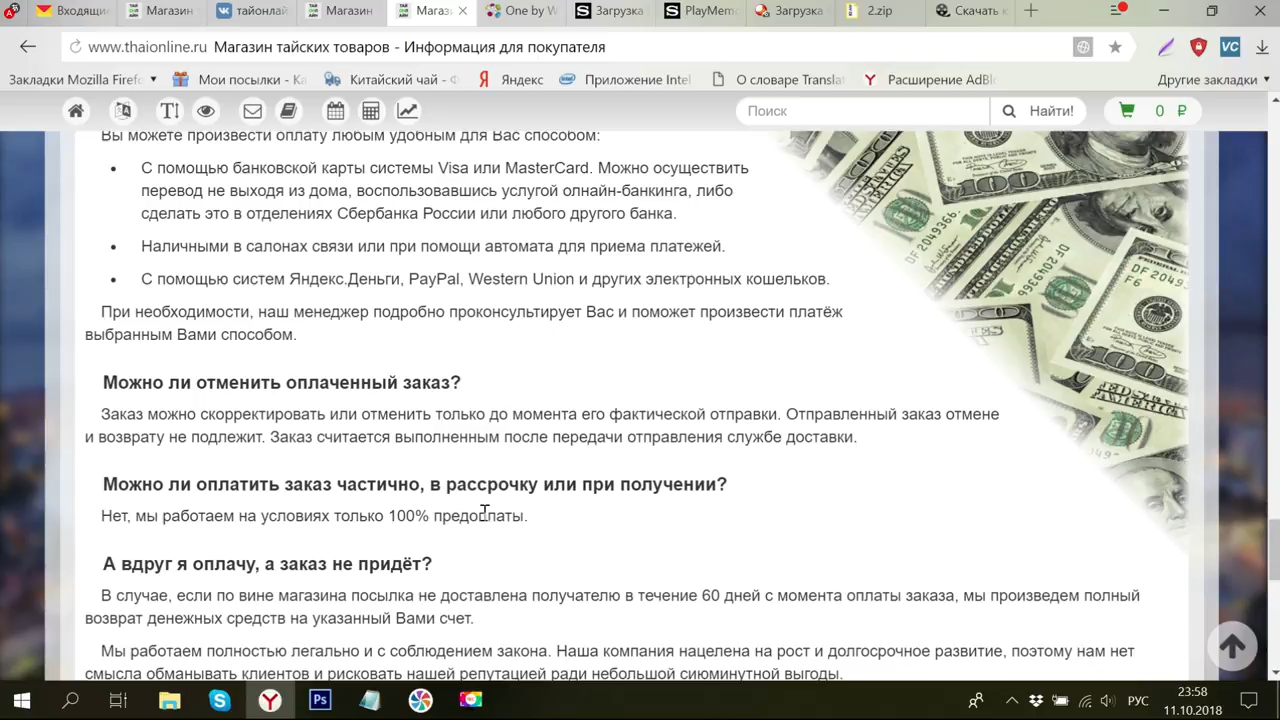 Входящи
Магазин
тайонлай
Магазин
Магаз
One by W
Загрузка
PlayMem
Загрузка
2.zip
Скачать к
www.thaionline.ru Магазин тайских товаров - Информация для покупателя
Закладки Mozilla Firef
Мои посылки - Ка
Китайский чай - Ф
Яндекс
Приложение Intel
О словаре Translat
Расширение AdBl
Другие закладки
Поиск
Найти!
0 ₽
Вы можете произвести оплату любым удобным для Вас способом:
• С помощью банковской карты системы Visa или MasterCard. Можно осуществить
перевод не выходя из дома, воспользовавшись услугой олнайн-банкинга, либо
сделать это в отделениях Сбербанка России или любого другого банка.
• Наличными в салонах связи или при помощи автомата для приема платежей.
• С помощью систем Яндекс.Деньги, PayPal, Western Union и других электронных кошельков.
При необходимости, наш менеджер подробно проконсультирует Вас и поможет произвести платёж
выбранным Вами способом.
Можно ли отменить оплаченный заказ?
Заказ можно скорректировать или отменить только до момента его фактической отправки. Отправленный заказ отмене
и возврату не подлежит. Заказ считается выполненным после передачи отправления службе доставки.
Можно ли оплатить заказ частично, в рассрочку или при получении?
Нет, мы работаем на условиях только 100% предоплаты.
А вдруг я оплачу, а заказ не придёт?
В случае, если по вине магазина посылка не доставлена получателю в течение 60 дней с момента оплаты заказа, мы произведем полный
возврат денежных средств на указанный Вами счет.
Мы работаем полностью легально и с соблюдением закона. Наша компания нацелена на рост и долгосрочное развитие, поэтому нам нет
смысла обманывать клиентов и рисковать нашей репутацией ради небольшой сиюминутной выгоды.
РУС
23:58
11.10.2018